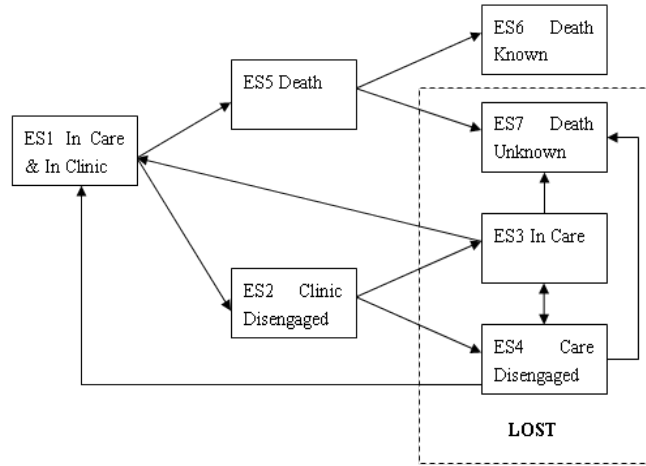 ES6 Death
Known
ES5 Death
ES7 Death
Unknown
ES1 In Care
& In Clinic
ES3 In Care
ES2 Clinic
Disengaged
ES4 Care
Disengaged
LOST